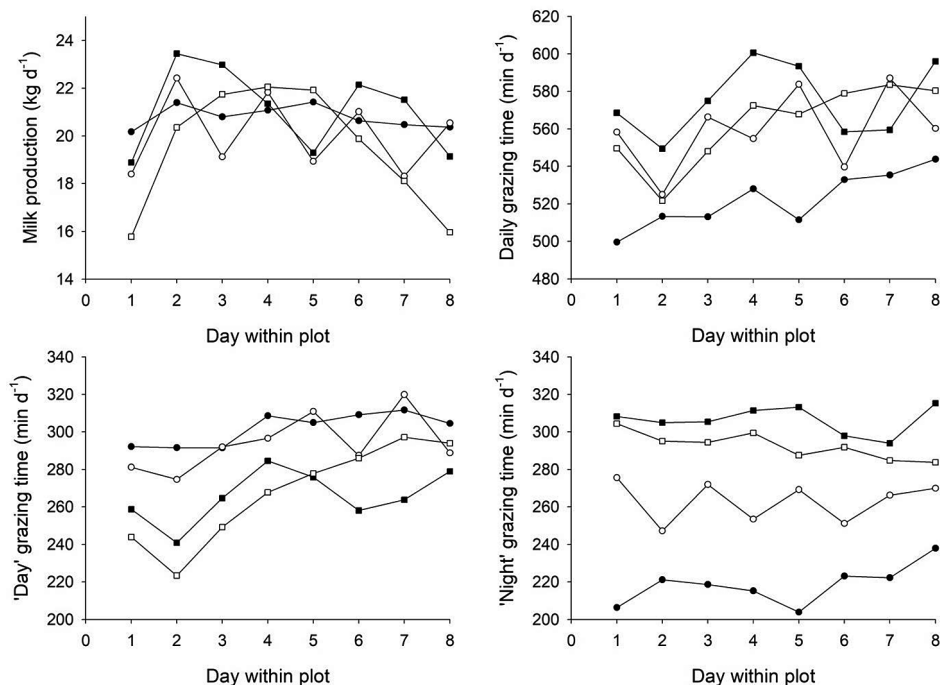 Milk production (kg d-1)
24
22
20
18
16
14
0 1 2 3 4 5 6 7 8
Day within plot
Daily grazing time (min d-1)
620
600
580
560
540
520
500
480
0 1 2 3 4 5 6 7 8
Day within plot
'Day' grazing time (min d-1)
340
320
300
280
260
240
220
200
0 1 2 3 4 5 6 7 8
Day within plot
'Night' grazing time (min d-1)
340
320
300
280
260
240
220
200
0 1 2 3 4 5 6 7 8
Day within plot